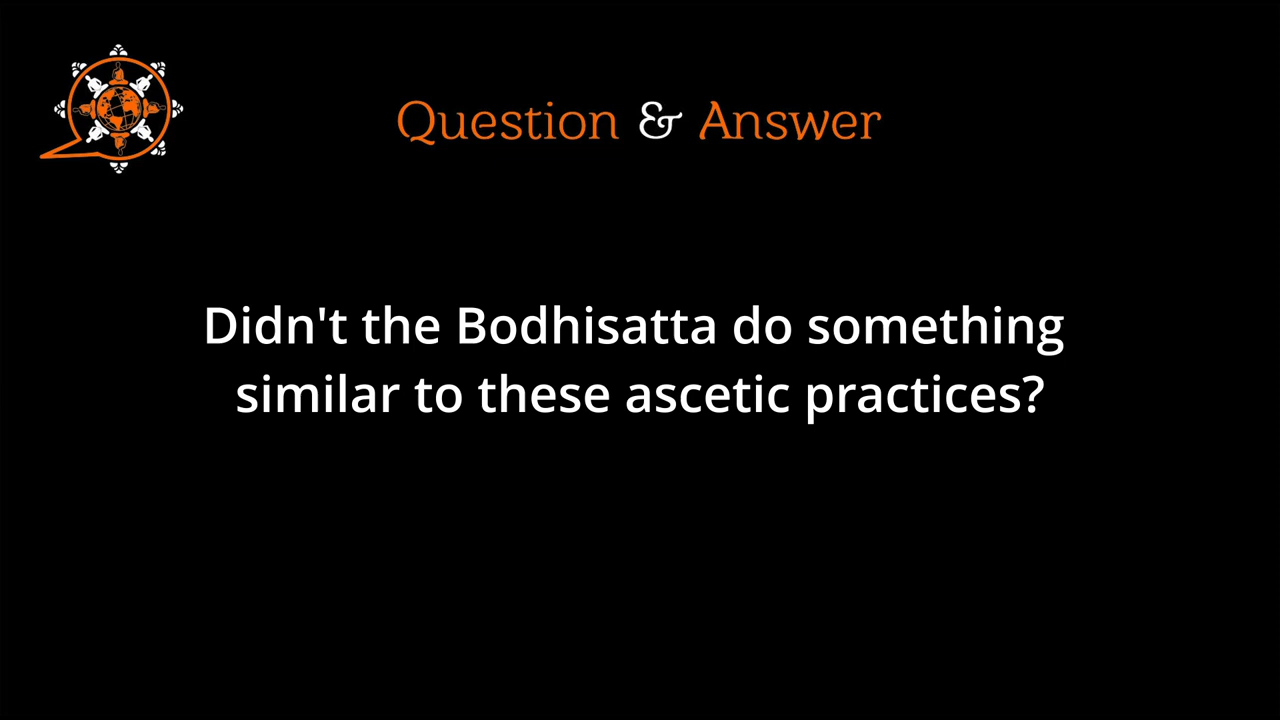 Question & Answer
Didn't the Bodhisatta do something
similar to these ascetic practices?